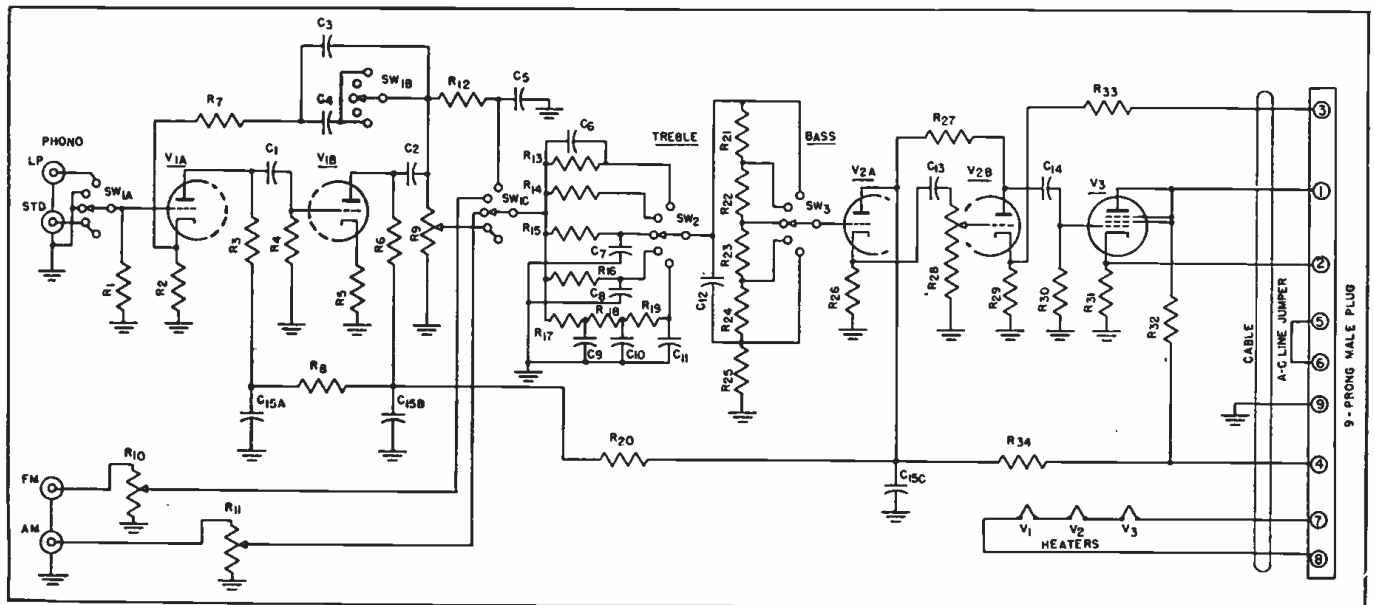 C3
C4
SW1B
R12
C5
R7
PHONO
LP
STD
SW1A
V1A
C1
V1B
C2
R1
R2
R3
R4
R5
R6
R9
SW1C
C6
R13
R14
R15
C7
R16
C8
R17
R18
R19
C9
C10
C11
TREBLE
SW2
C12
BASS
R21
R22
R23
R24
R25
SW3
V2A
R26
R27
C13
R28
V2B
R29
C14
R30
V3
R31
R32
R33
R8
C15A
C15B
R20
C15C
R34
FM
R10
AM
R11
V1
V2
V3
HEATERS
CABLE
A-C LINE JUMPER
9-PRONG MALE PLUG
3
1
2
5
6
9
4
7
8